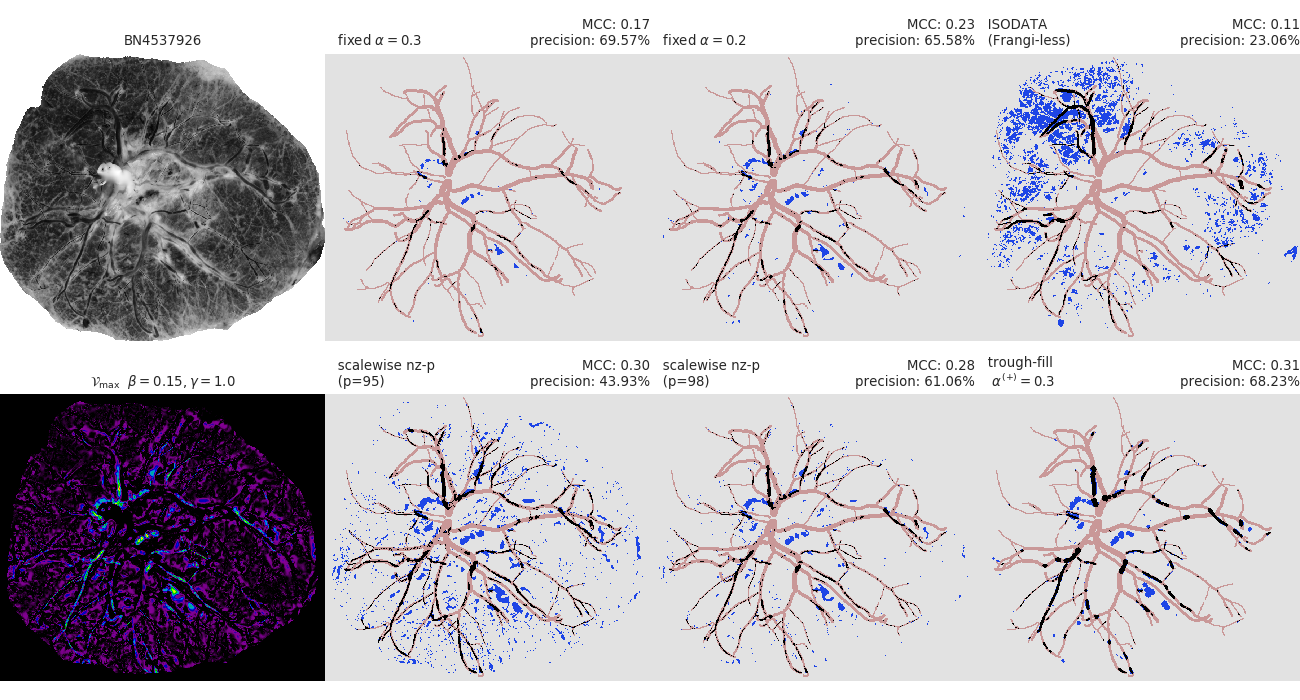 BN4537926
fixed α = 0.3
MCC: 0.17
precision: 69.57%
fixed α = 0.2
MCC: 0.23
precision: 65.58%
ISODATA
(Frangi-less)
MCC: 0.11
precision: 23.06%
𝒱max β = 0.15, γ = 1.0
scalewise nz-p
(p=95)
MCC: 0.30
precision: 43.93%
scalewise nz-p
(p=98)
MCC: 0.28
precision: 61.06%
trough-fill
α(+) = 0.3
MCC: 0.31
precision: 68.23%